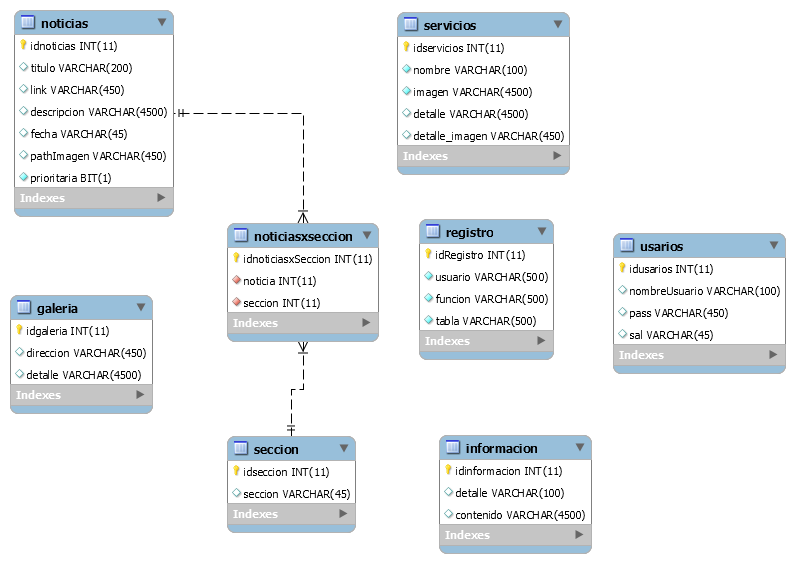 noticias
idnoticias INT(11)
titulo VARCHAR(200)
link VARCHAR(450)
descripcion VARCHAR(4500)
fecha VARCHAR(45)
pathImagen VARCHAR(450)
prioritaria BIT(1)
Indexes
servicios
idservicios INT(11)
nombre VARCHAR(100)
imagen VARCHAR(4500)
detalle VARCHAR(4500)
detalle_imagen VARCHAR(450)
Indexes
noticiasxseccion
idnoticiasxSeccion INT(11)
noticia INT(11)
seccion INT(11)
Indexes
registro
idRegistro INT(11)
usuario VARCHAR(500)
funcion VARCHAR(500)
tabla VARCHAR(500)
Indexes
usarios
idusarios INT(11)
nombreUsuario VARCHAR(100)
pass VARCHAR(450)
sal VARCHAR(45)
Indexes
galeria
idgaleria INT(11)
direccion VARCHAR(450)
detalle VARCHAR(4500)
Indexes
seccion
idseccion INT(11)
seccion VARCHAR(45)
Indexes
informacion
idinformacion INT(11)
detalle VARCHAR(100)
contenido VARCHAR(4500)
Indexes